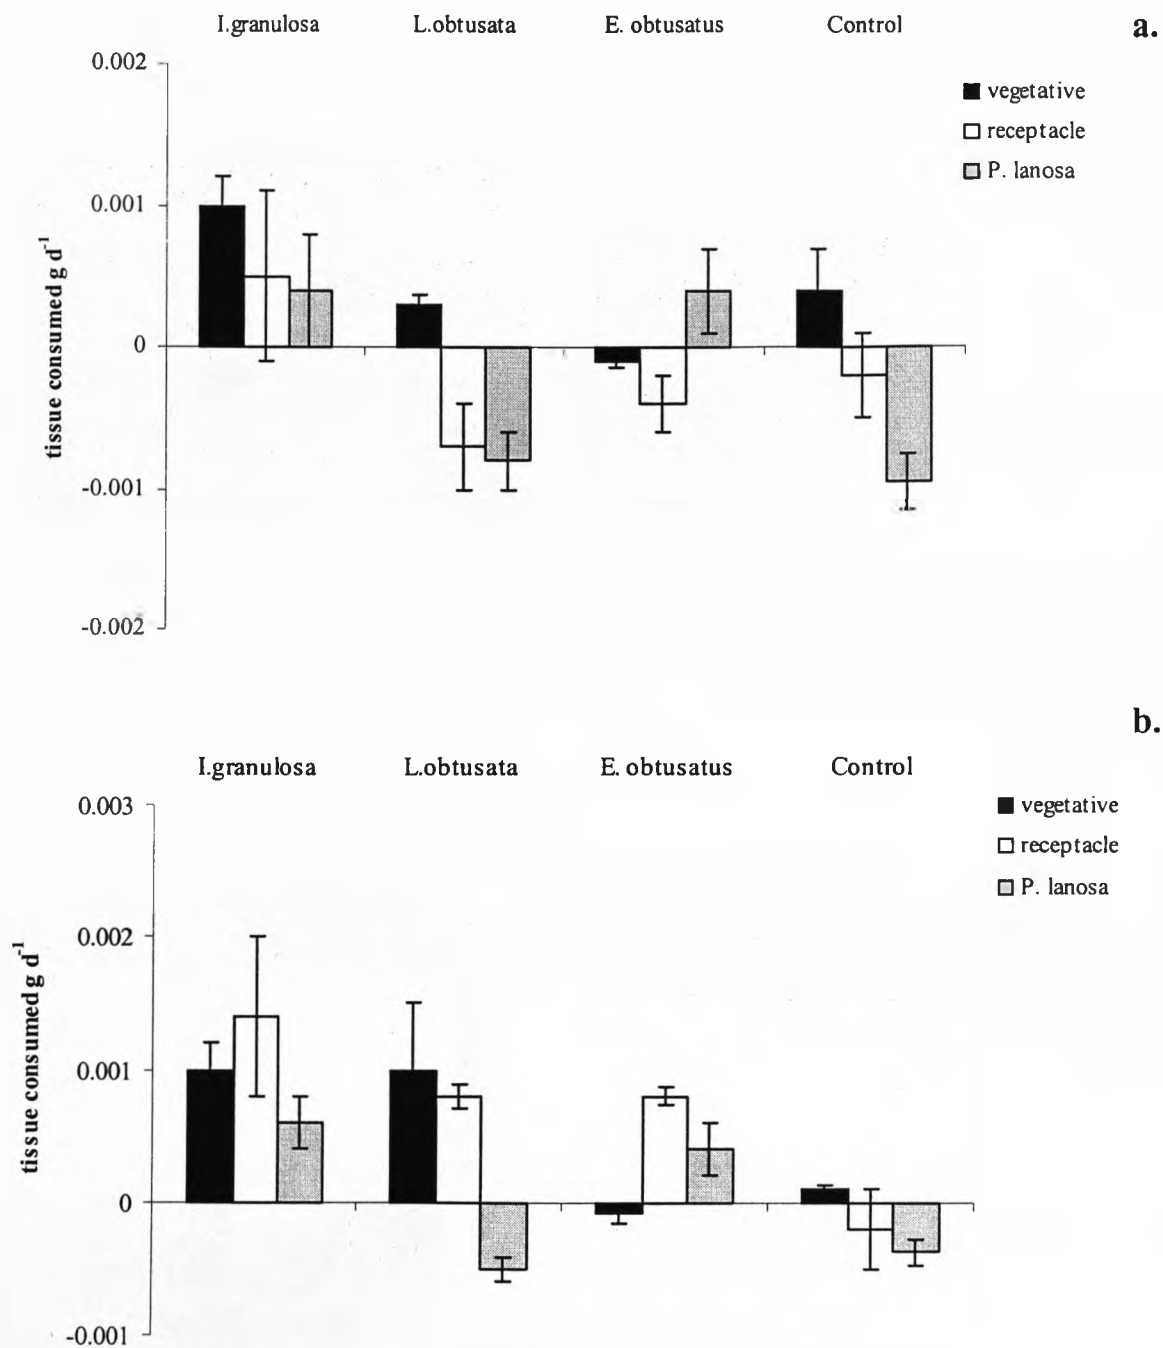 I.granulosa L.obtusata E. obtusatus Control a.
0.002
vegetative
receptacle
P. lanosa
0.001
tissue consumed g d-1
0
-0.001
-0.002
b.
I.granulosa L.obtusata E. obtusatus Control
0.003
vegetative
receptacle
P. lanosa
0.002
tissue consumed g d-1
0.001
0
-0.001